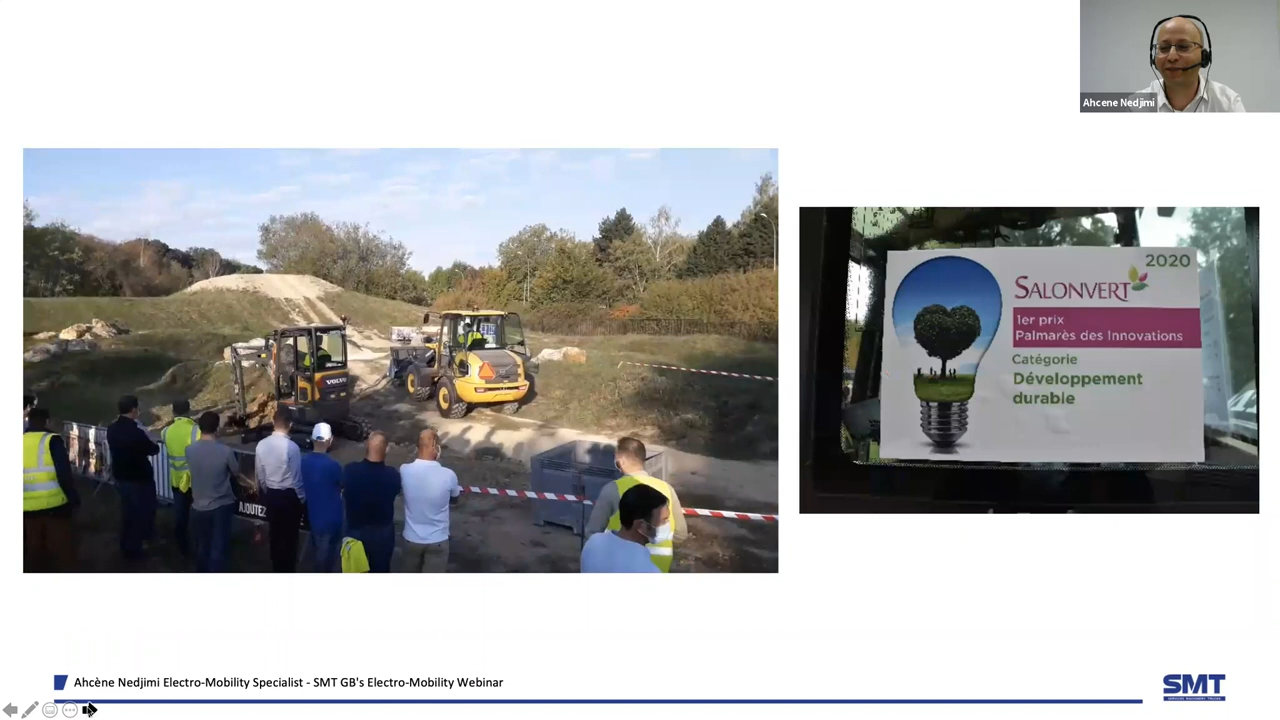 Ahcene Nedjimi
VOLVO
AJOUTEZ
2020
SALONVERT
1er prix
Palmarès des Innovations
Catégorie
Développement
durable
Ahcène Nedjimi Electro-Mobility Specialist - SMT GB's Electro-Mobility Webinar
SMT